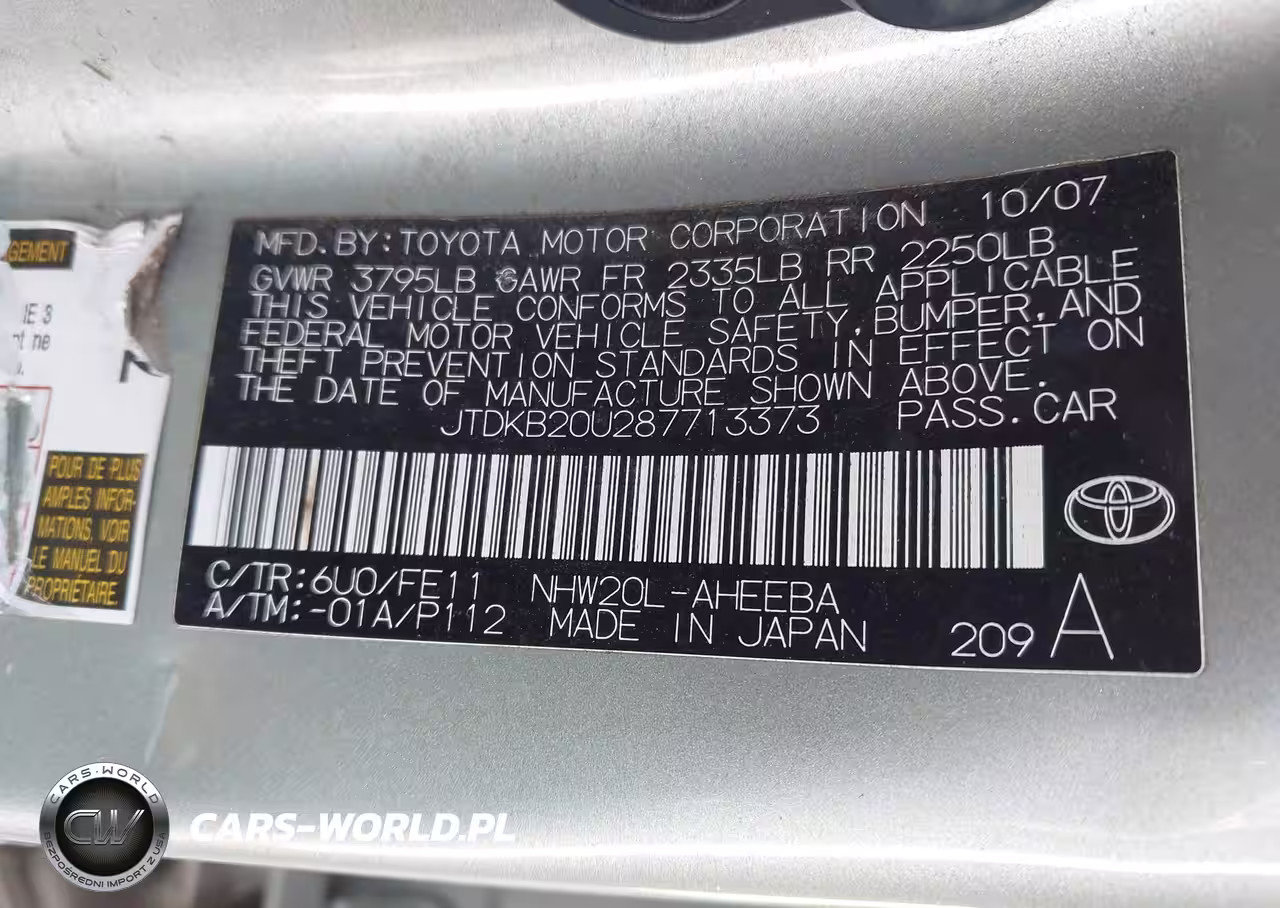 GEMENT
POUR DE PLUS
AMPLES INFOR-
MATIONS, VOIR
LE MANUEL DU
PROPRIÉTAIRE.
MFD. BY: TOYOTA MOTOR CORPORATION 10/07
GVWR 3795LB GAWR FR 2335LB RR 2250LB
THIS VEHICLE CONFORMS TO ALL APPLICABLE
FEDERAL MOTOR VEHICLE SAFETY, BUMPER, AND
THEFT PREVENTION STANDARDS IN EFFECT ON
THE DATE OF MANUFACTURE SHOWN ABOVE.
JTDKB20U287713373 PASS. CAR
C/TR: 6U0/FE11 NHW20L-AHEEBA
A/TM: -01A/P112 MADE IN JAPAN 209 A
CARS-WORLD
CW
BEZPOŚREDNI IMPORT Z USA
CARS-WORLD.PL